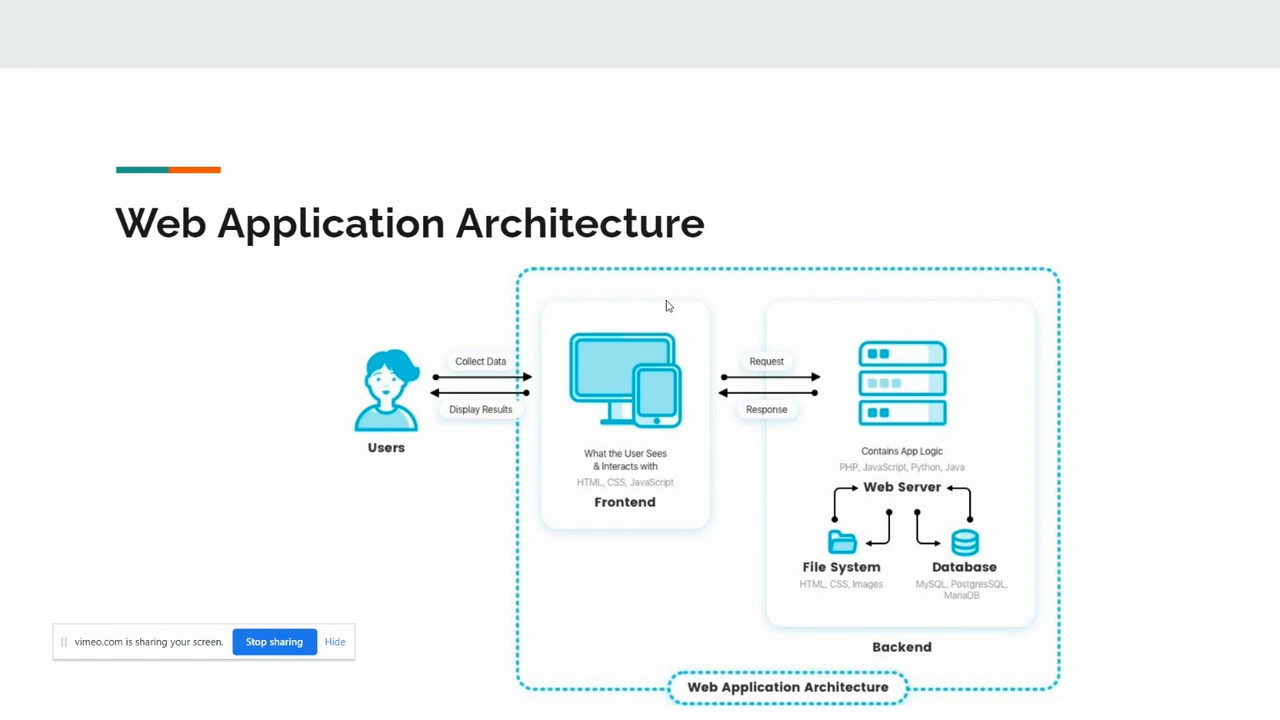 Web Application Architecture
Collect Data
Display Results
Users
What the User Sees
& Interacts with
HTML, CSS, JavaScript
Frontend
Request
Response
Contains App Logic
PHP, JavaScript, Python, Java
Web Server
File System
HTML, CSS, Images
Database
MySQL, PostgresSQL,
MariaDB
Backend
Web Application Architecture
vimeo.com is sharing your screen.
Stop sharing
Hide